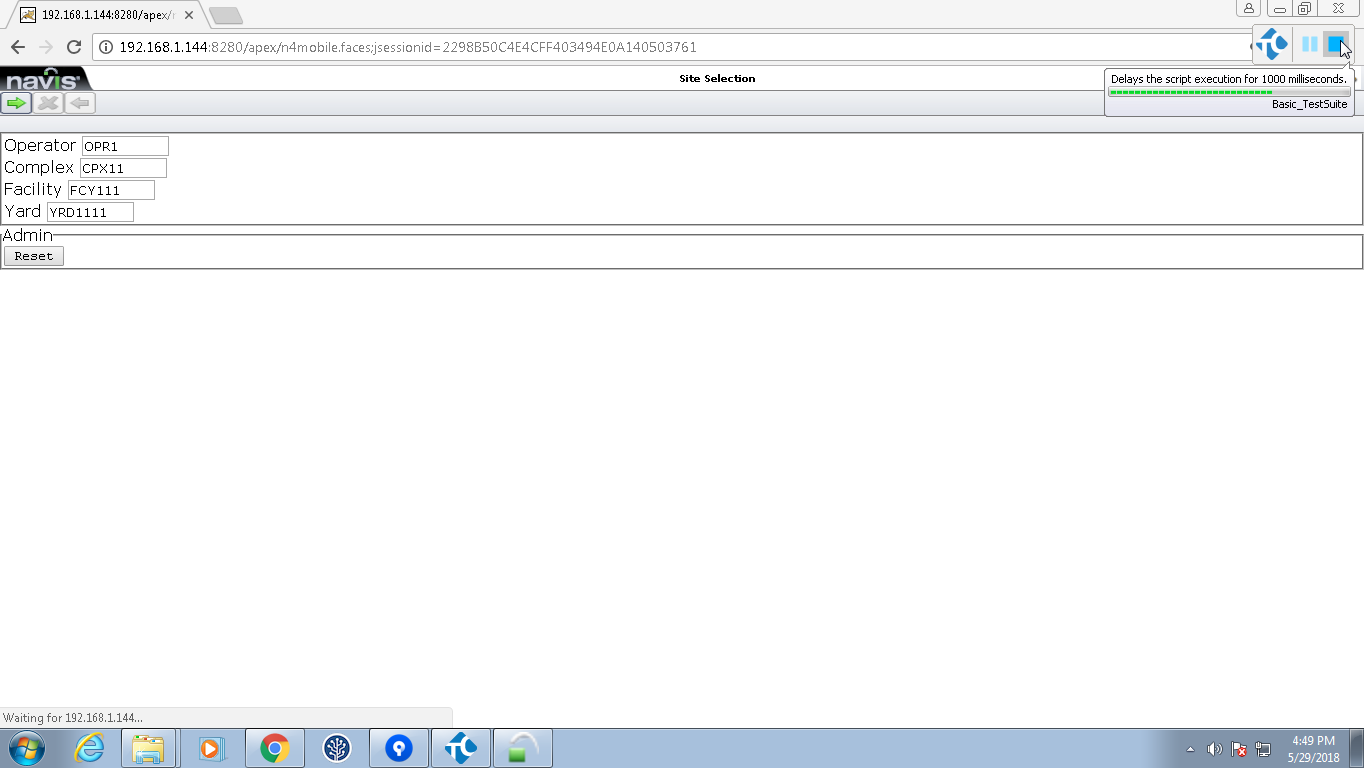 192.168.1.144:8280/apex/r
192.168.1.144:8280/apex/n4mobile.faces;jsessionid=2298B50C4E4CFF403494E0A140503761
navis
Site Selection
Delays the script execution for 1000 milliseconds.
Basic_TestSuite
Operator OPR1
Complex CPX11
Facility FCY111
Yard YRD1111
Admin
Reset
Waiting for 192.168.1.144...
4:49 PM
5/29/2018